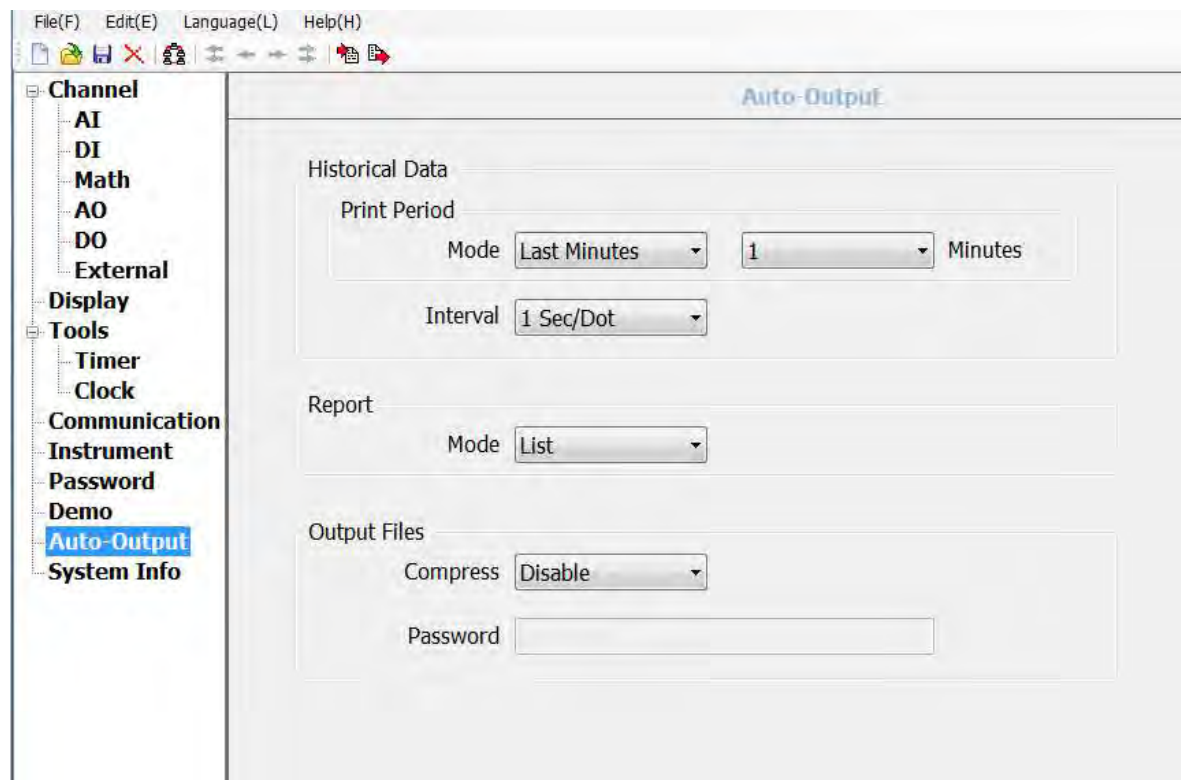 File(F) Edit(E) Language(L) Help(H)
Channel
AI
DI
Math
AO
DO
External
Display
Tools
Timer
Clock
Communication
Instrument
Password
Demo
Auto-Output
System Info
Auto-Output
Historical Data
Print Period
Mode Last Minutes 1 Minutes
Interval 1 Sec/Dot
Report
Mode List
Output Files
Compress Disable
Password